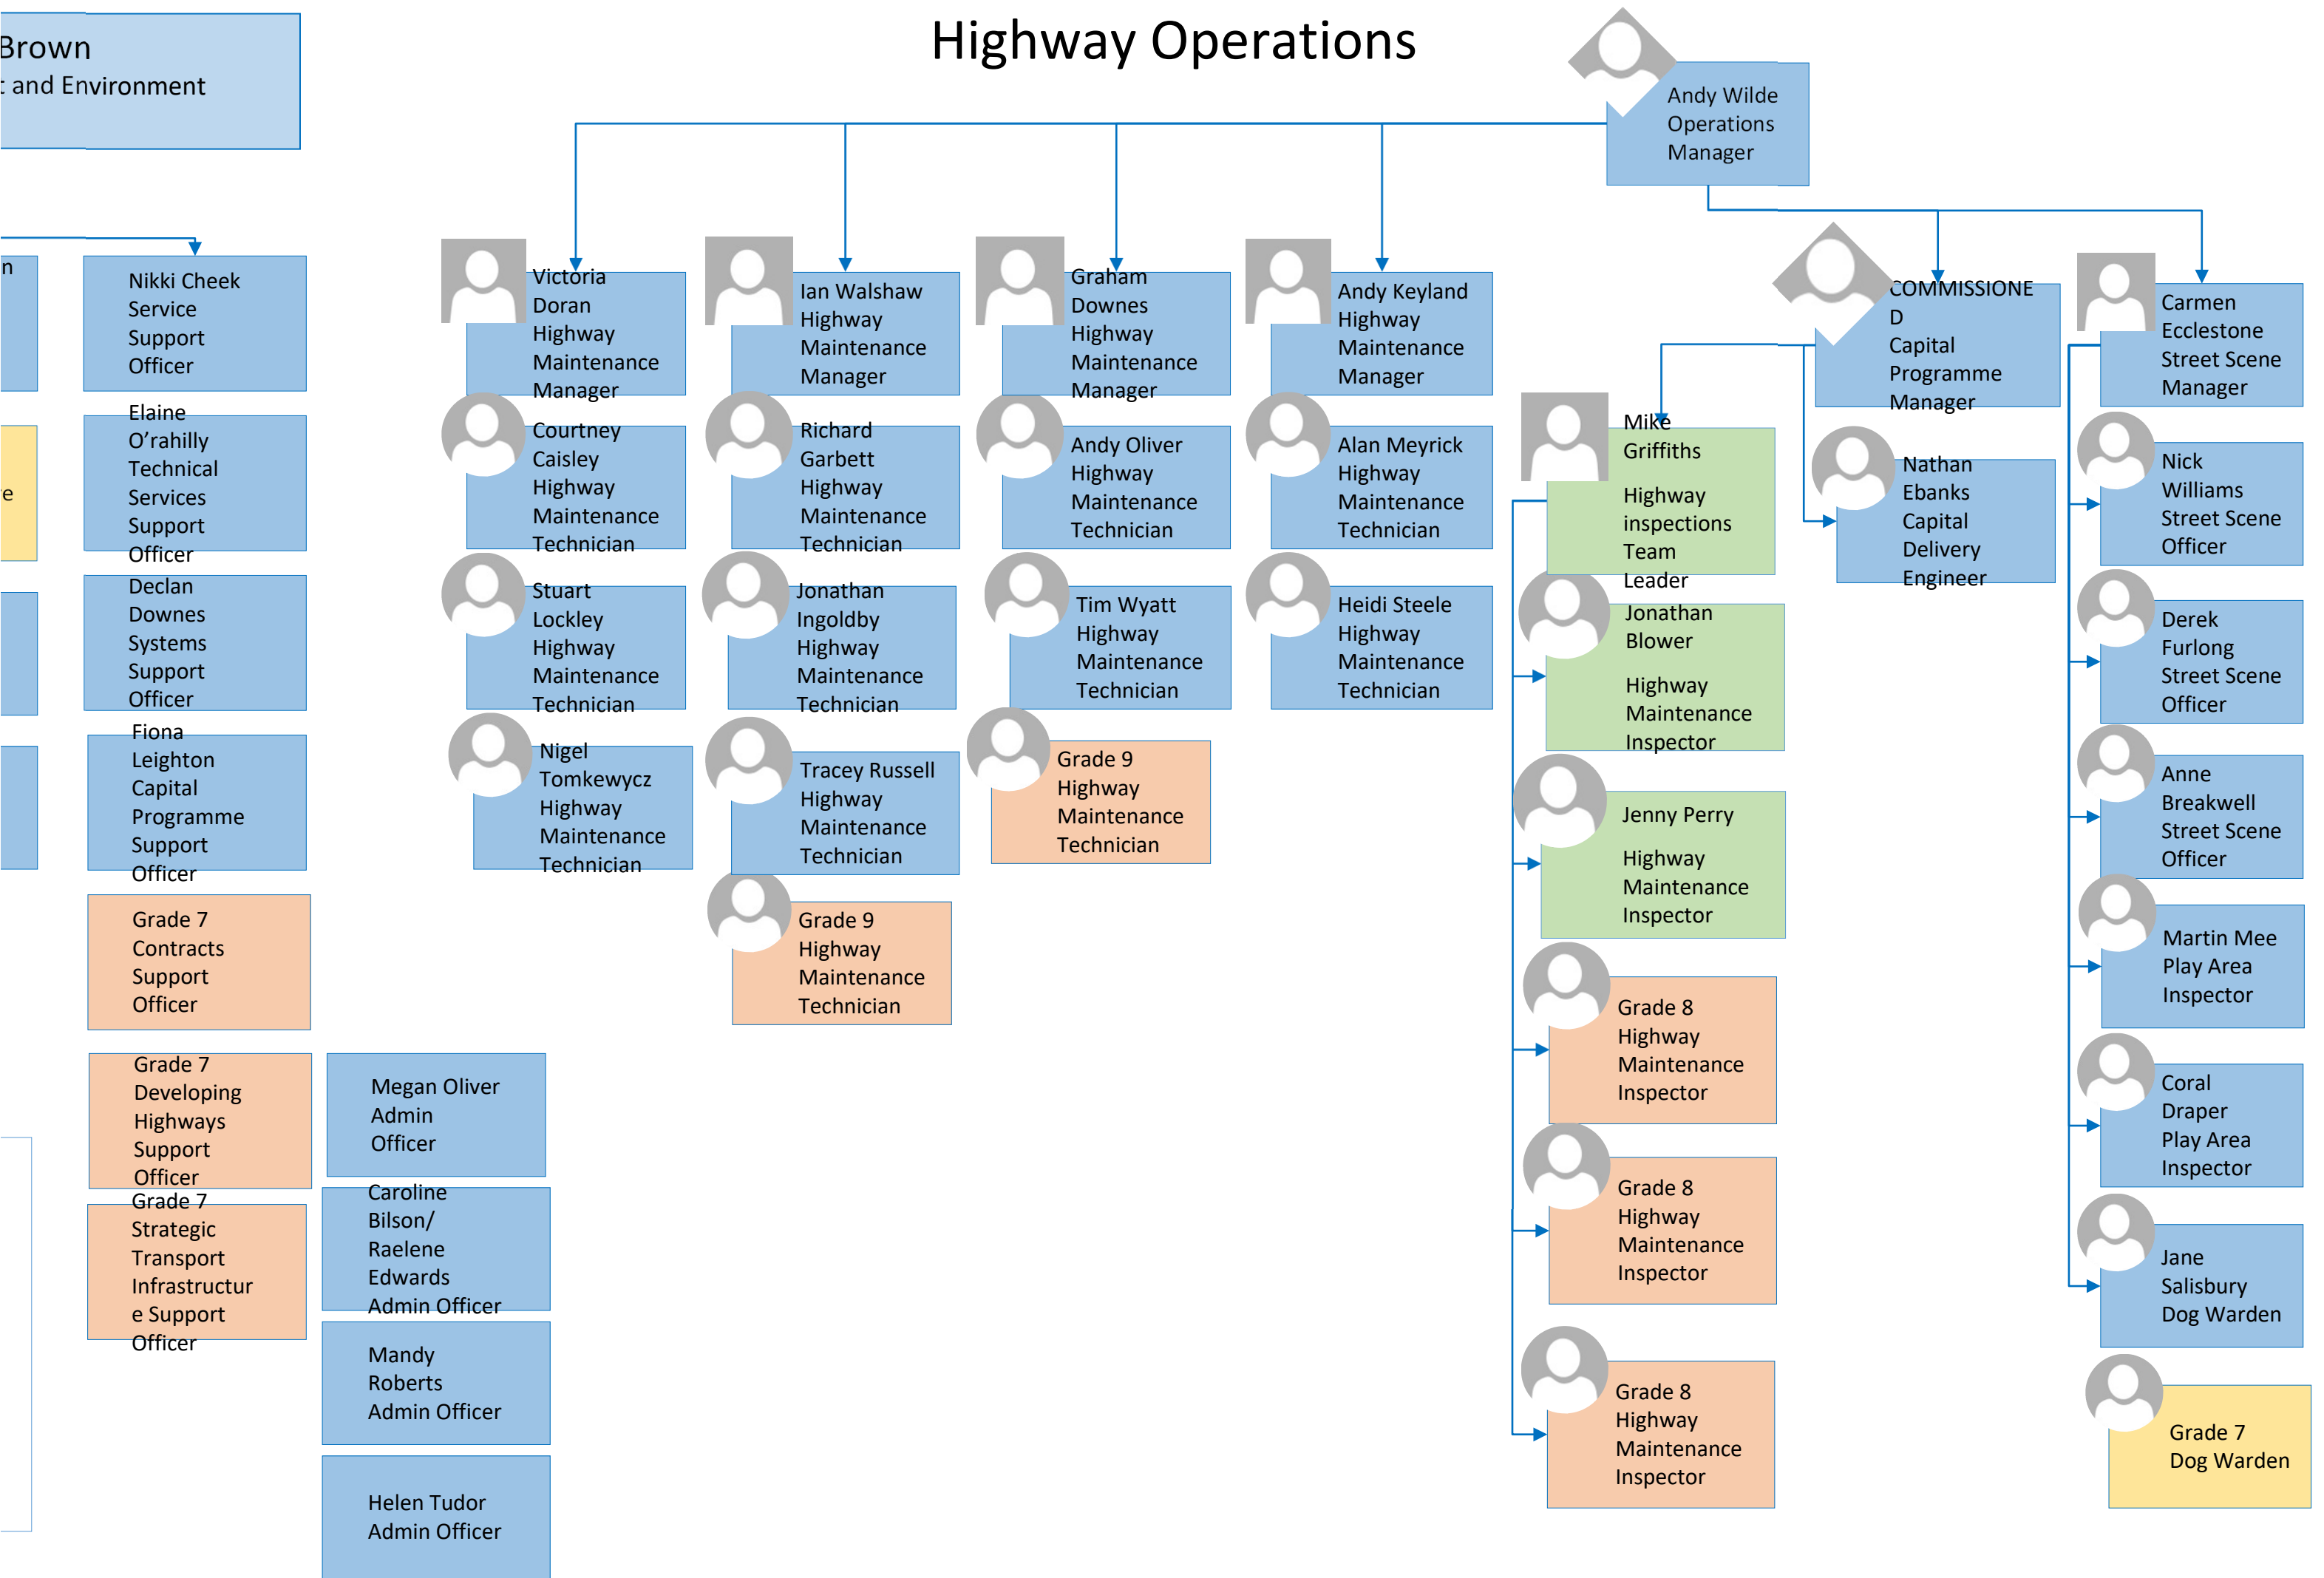 Highway Operations
Brown
t and Environment
n
e
Nikki Cheek
Service
Support
Officer
Elaine
O’rahilly
Technical
Services
Support
Officer
Declan
Downes
Systems
Support
Officer
Fiona
Leighton
Capital
Programme
Support
Officer
Grade 7
Contracts
Support
Officer
Grade 7
Developing
Highways
Support
Officer
Grade 7
Strategic
Transport
Infrastructur
e Support
Officer
Megan Oliver
Admin
Officer
Caroline
Bilson/
Raelene
Edwards
Admin Officer
Mandy
Roberts
Admin Officer
Helen Tudor
Admin Officer
Andy Wilde
Operations
Manager
Victoria
Doran
Highway
Maintenance
Manager
Courtney
Caisley
Highway
Maintenance
Technician
Stuart
Lockley
Highway
Maintenance
Technician
Nigel
Tomkewycz
Highway
Maintenance
Technician
Ian Walshaw
Highway
Maintenance
Manager
Richard
Garbett
Highway
Maintenance
Technician
Jonathan
Ingoldby
Highway
Maintenance
Technician
Tracey Russell
Highway
Maintenance
Technician
Grade 9
Highway
Maintenance
Technician
Graham
Downes
Highway
Maintenance
Manager
Andy Oliver
Highway
Maintenance
Technician
Tim Wyatt
Highway
Maintenance
Technician
Grade 9
Highway
Maintenance
Technician
Andy Keyland
Highway
Maintenance
Manager
Alan Meyrick
Highway
Maintenance
Technician
Heidi Steele
Highway
Maintenance
Technician
COMMISSIONE
D
Capital
Programme
Manager
Mike
Griffiths
Highway
inspections
Team
Leader
Jonathan
Blower
Highway
Maintenance
Inspector
Jenny Perry
Highway
Maintenance
Inspector
Grade 8
Highway
Maintenance
Inspector
Grade 8
Highway
Maintenance
Inspector
Grade 8
Highway
Maintenance
Inspector
Nathan
Ebanks
Capital
Delivery
Engineer
Carmen
Ecclestone
Street Scene
Manager
Nick
Williams
Street Scene
Officer
Derek
Furlong
Street Scene
Officer
Anne
Breakwell
Street Scene
Officer
Martin Mee
Play Area
Inspector
Coral
Draper
Play Area
Inspector
Jane
Salisbury
Dog Warden
Grade 7
Dog Warden